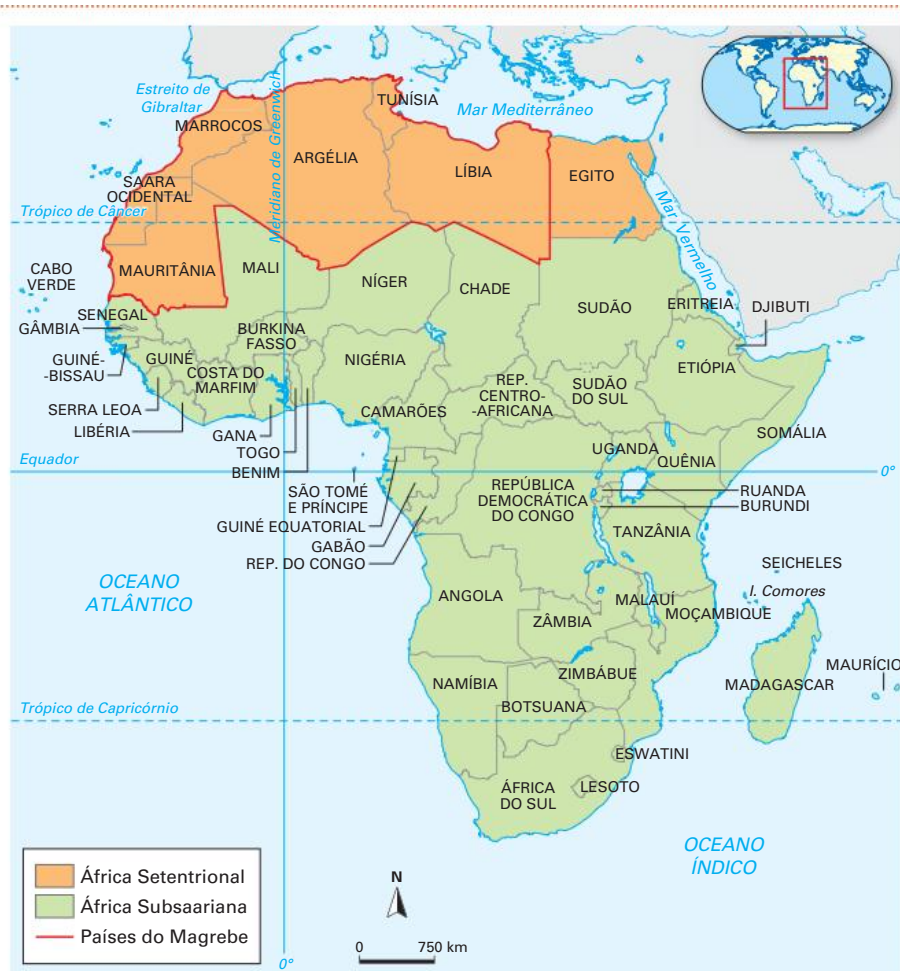 Estreito de
Gibraltar
Meridiano de Greenwich
Mar Mediterrâneo
TUNÍSIA
MARROCOS
ARGÉLIA
LÍBIA
EGITO
SAARA
OCIDENTAL
Trópico de Câncer
Mar Vermelho
MAURITÂNIA
MALI
NÍGER
CHADE
SUDÃO
ERITREIA
DJIBUTI
CABO
VERDE
SENEGAL
GÂMBIA
BURKINA
FASSO
NIGÉRIA
ETIÓPIA
GUINÉ-
-BISSAU
GUINÉ
COSTA DO
MARFIM
REP.
CENTRO-
-AFRICANA
SUDÃO
DO SUL
SERRA LEOA
LIBÉRIA
GANA
TOGO
BENIM
CAMARÕES
SOMÁLIA
UGANDA
QUÊNIA
Equador
0°
SÃO TOMÉ
E PRÍNCIPE
GUINÉ EQUATORIAL
GABÃO
REP. DO CONGO
REPÚBLICA
DEMOCRÁTICA
DO CONGO
RUANDA
BURUNDI
TANZÂNIA
SEICHELES
I. Comores
OCEANO
ATLÂNTICO
ANGOLA
MALAUÍ
MOÇAMBIQUE
ZÂMBIA
ZIMBÁBUE
MAURÍCIO
MADAGASCAR
NAMÍBIA
BOTSUANA
Trópico de Capricórnio
ESWATINI
LESOTO
ÁFRICA
DO SUL
OCEANO
ÍNDICO
África Setentrional
África Subsaariana
Países do Magrebe
N
0 750 km
0°